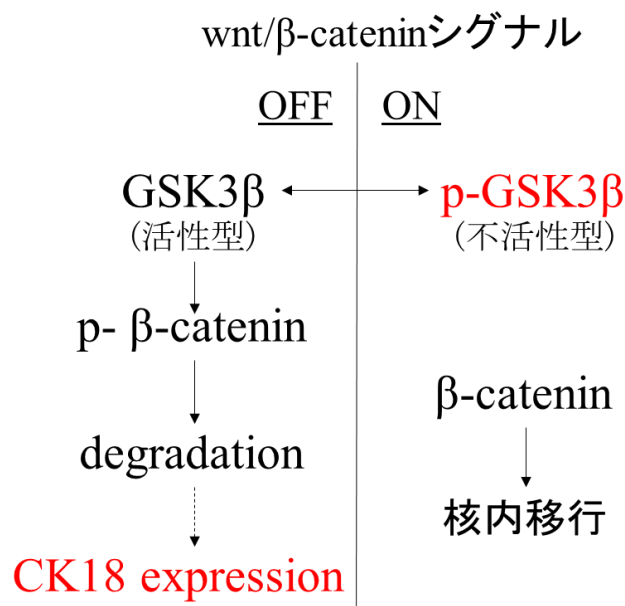 wnt/β-cateninシグナル
OFF
ON
GSK3β
(活性型)
p-GSK3β
(不活性型)
p- β-catenin
degradation
CK18 expression
β-catenin
核内移行